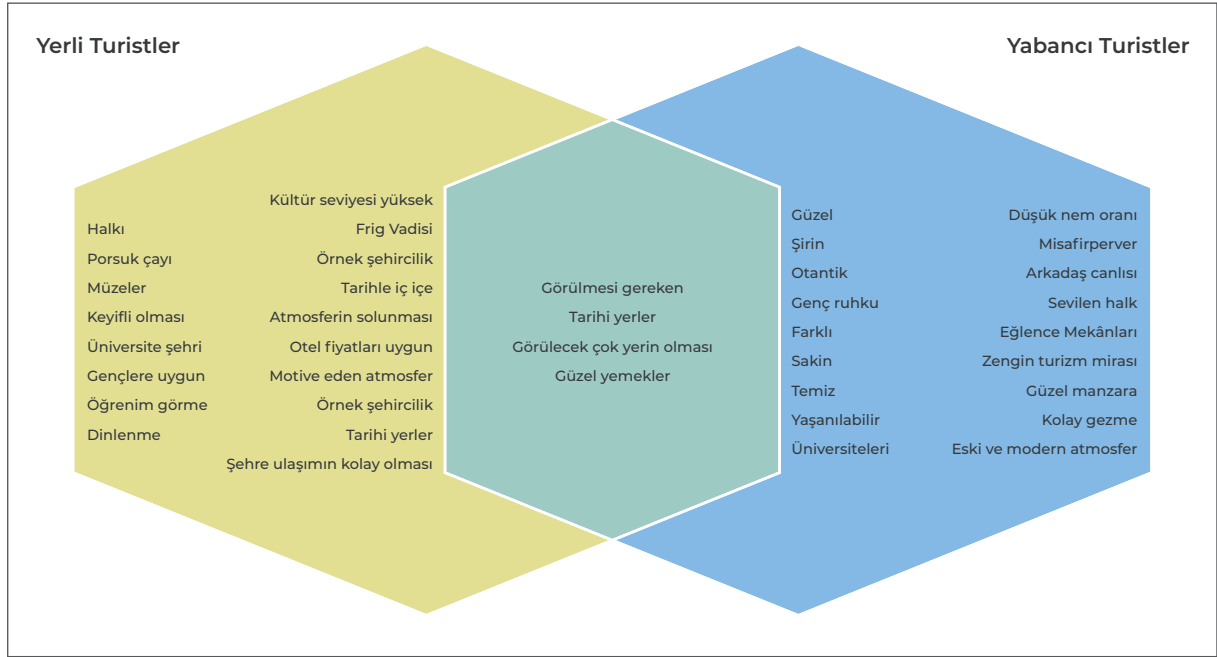 Yerli Turistler
Yabancı Turistler
Halkı
Porsuk çayı
Müzeler
Keyifli olması
Üniversite şehri
Gençlere uygun
Öğrenim görme
Dinlenme
Kültür seviyesi yüksek
Frig Vadisi
Örnek şehircilik
Tarihle iç içe
Atmosferin solunması
Otel fiyatları uygun
Motive eden atmosfer
Örnek şehircilik
Tarihi yerler
Şehre ulaşımın kolay olması
Görülmesi gereken
Tarihi yerler
Görülecek çok yerin olması
Güzel yemekler
Güzel
Şirin
Otantik
Genç ruhku
Farklı
Sakin
Temiz
Yaşanılabilir
Üniversiteleri
Düşük nem oranı
Misafirperver
Arkadaş canlısı
Sevilen halk
Eğlence Mekânları
Zengin turizm mirası
Güzel manzara
Kolay gezme
Eski ve modern atmosfer